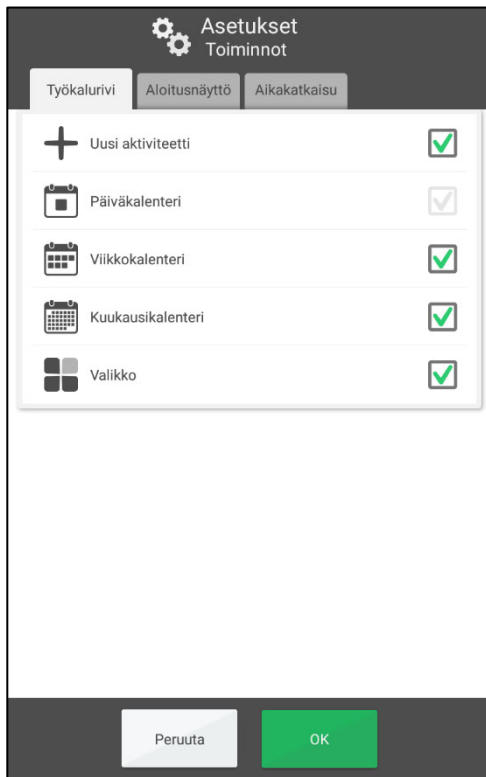 Asetukset
Toiminnot
Työkalurivi
Aloitusnäyttö
Aikakatkaisu
Uusi aktiviteetti
Päiväkalenteri
Viikkokalenteri
Kuukausikalenteri
Valikko
Peruuta
OK